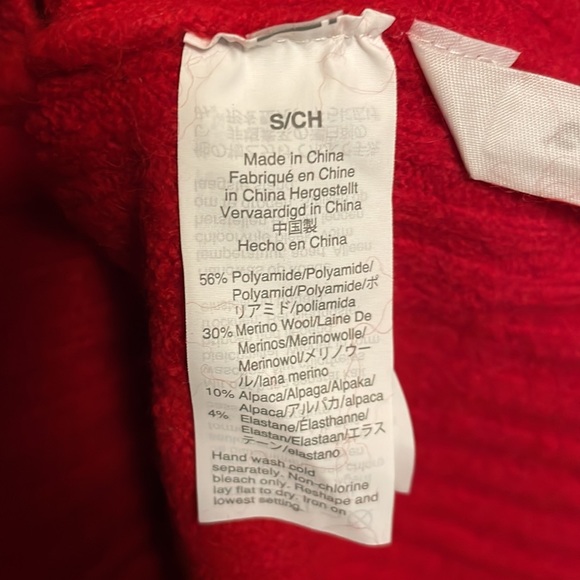 S/CH
Made in China
Fabriqué en Chine
in China Hergestellt
Vervaardigd in China
中国製
Hecho en China
56% Polyamide/Polyamide/
Polyamid/Polyamide/ポ
リアミド/poliamida
30% Merino Wool/Laine De
Merinos/Merinowolle/
Merinowol/メリノウー
ル/lana merino
10% Alpaca/Alpaga/Alpaka/
Alpaca/アルパカ/alpaca
4% Elastane/Élasthanne/
Elastan/Elastaan/エラス
テーン/elastano
Hand wash cold
separately. Non-chlorine
bleach only. Reshape and
lay flat to dry. Iron on
lowest setting.